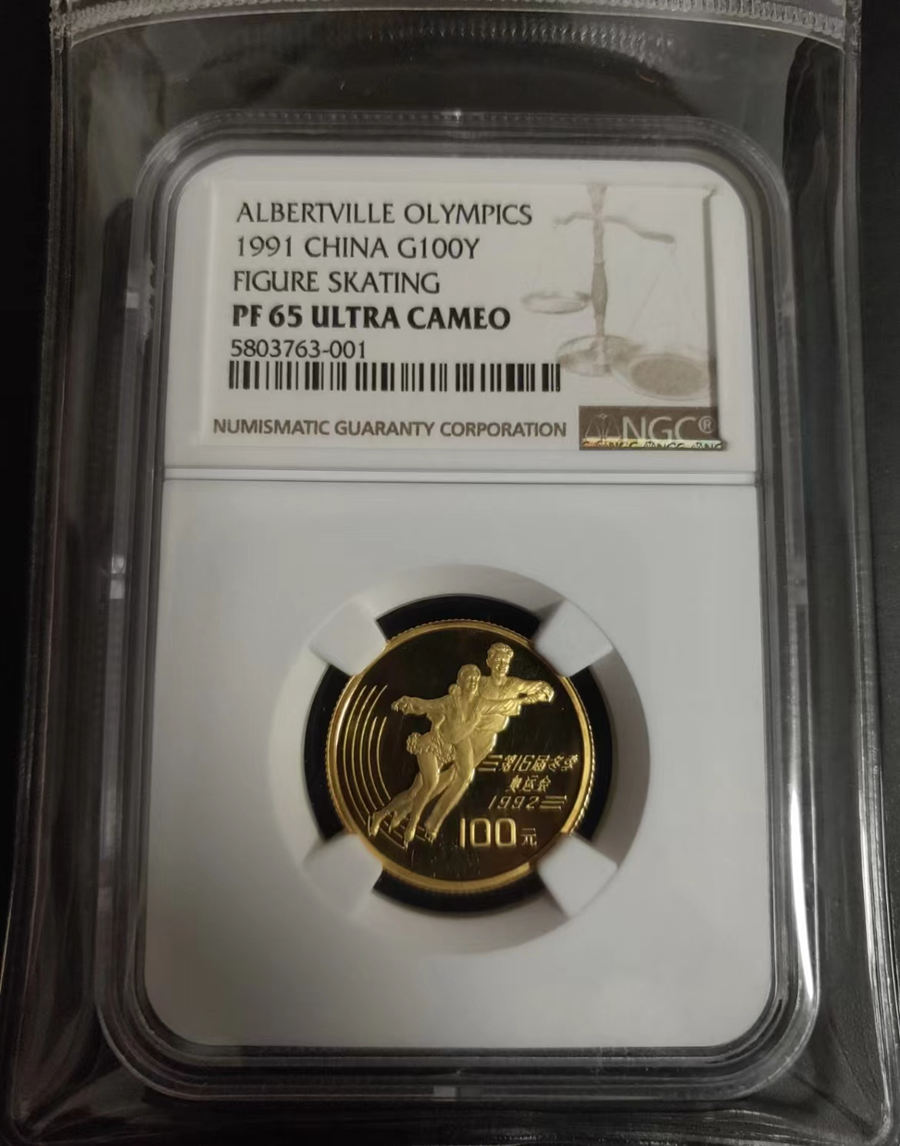 ALBERTVILLE OLYMPICS
1991 CHINA G100Y
FIGURE SKATING
PF 65 ULTRA CAMEO
5803763-001
NUMISMATIC GUARANTY CORPORATION
NGC®
第16届冬季
奥运会
1992
100元